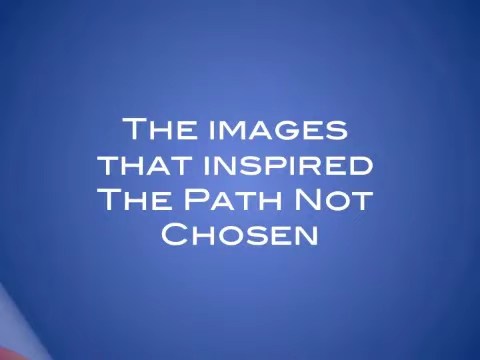 The images
that inspired
The Path Not
Chosen